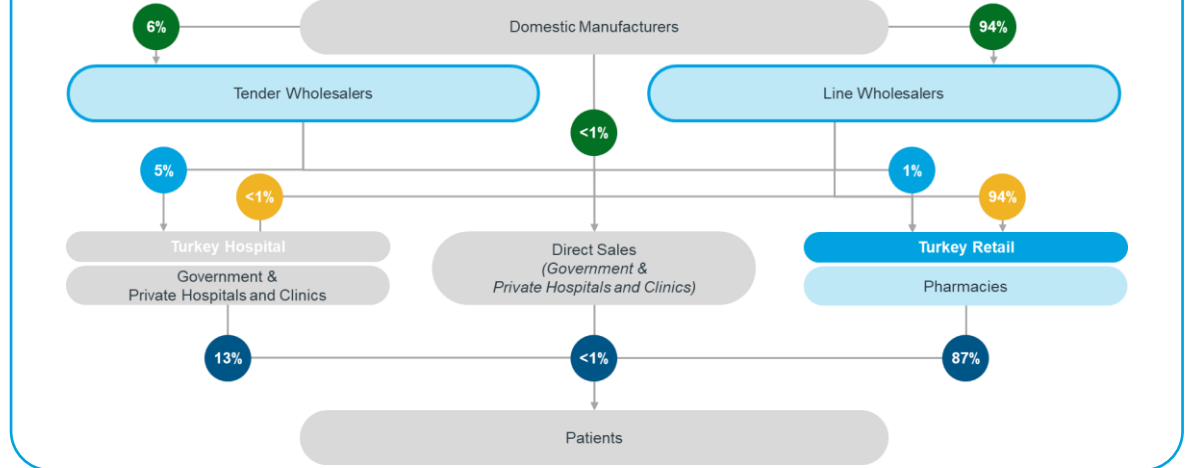 6%
Domestic Manufacturers
94%
Tender Wholesalers
Line Wholesalers
<1%
5%
1%
<1%
94%
Turkey Hospital
Government &
Private Hospitals and Clinics
Direct Sales
(Government &
Private Hospitals and Clinics)
Turkey Retail
Pharmacies
13%
<1%
87%
Patients